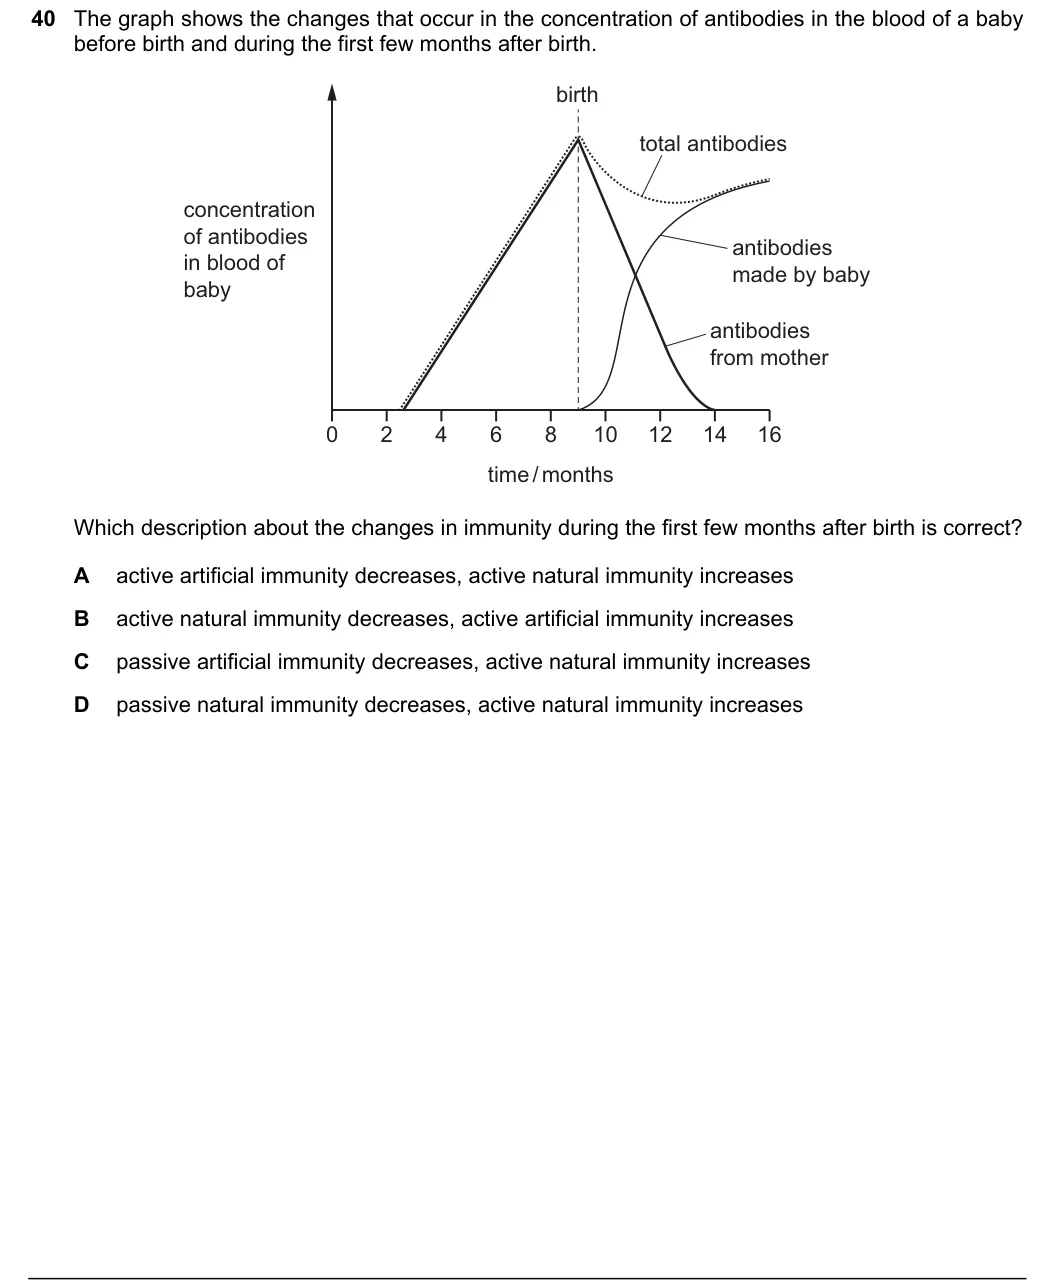 40 The graph shows the changes that occur in the concentration of antibodies in the blood of a baby
before birth and during the first few months after birth.
birth
total antibodies
concentration
of antibodies
in blood of
baby
antibodies
made by baby
antibodies
from mother
0 2 4 6 8 10 12 14 16
time / months
Which description about the changes in immunity during the first few months after birth is correct?
A active artificial immunity decreases, active natural immunity increases
B active natural immunity decreases, active artificial immunity increases
C passive artificial immunity decreases, active natural immunity increases
D passive natural immunity decreases, active natural immunity increases